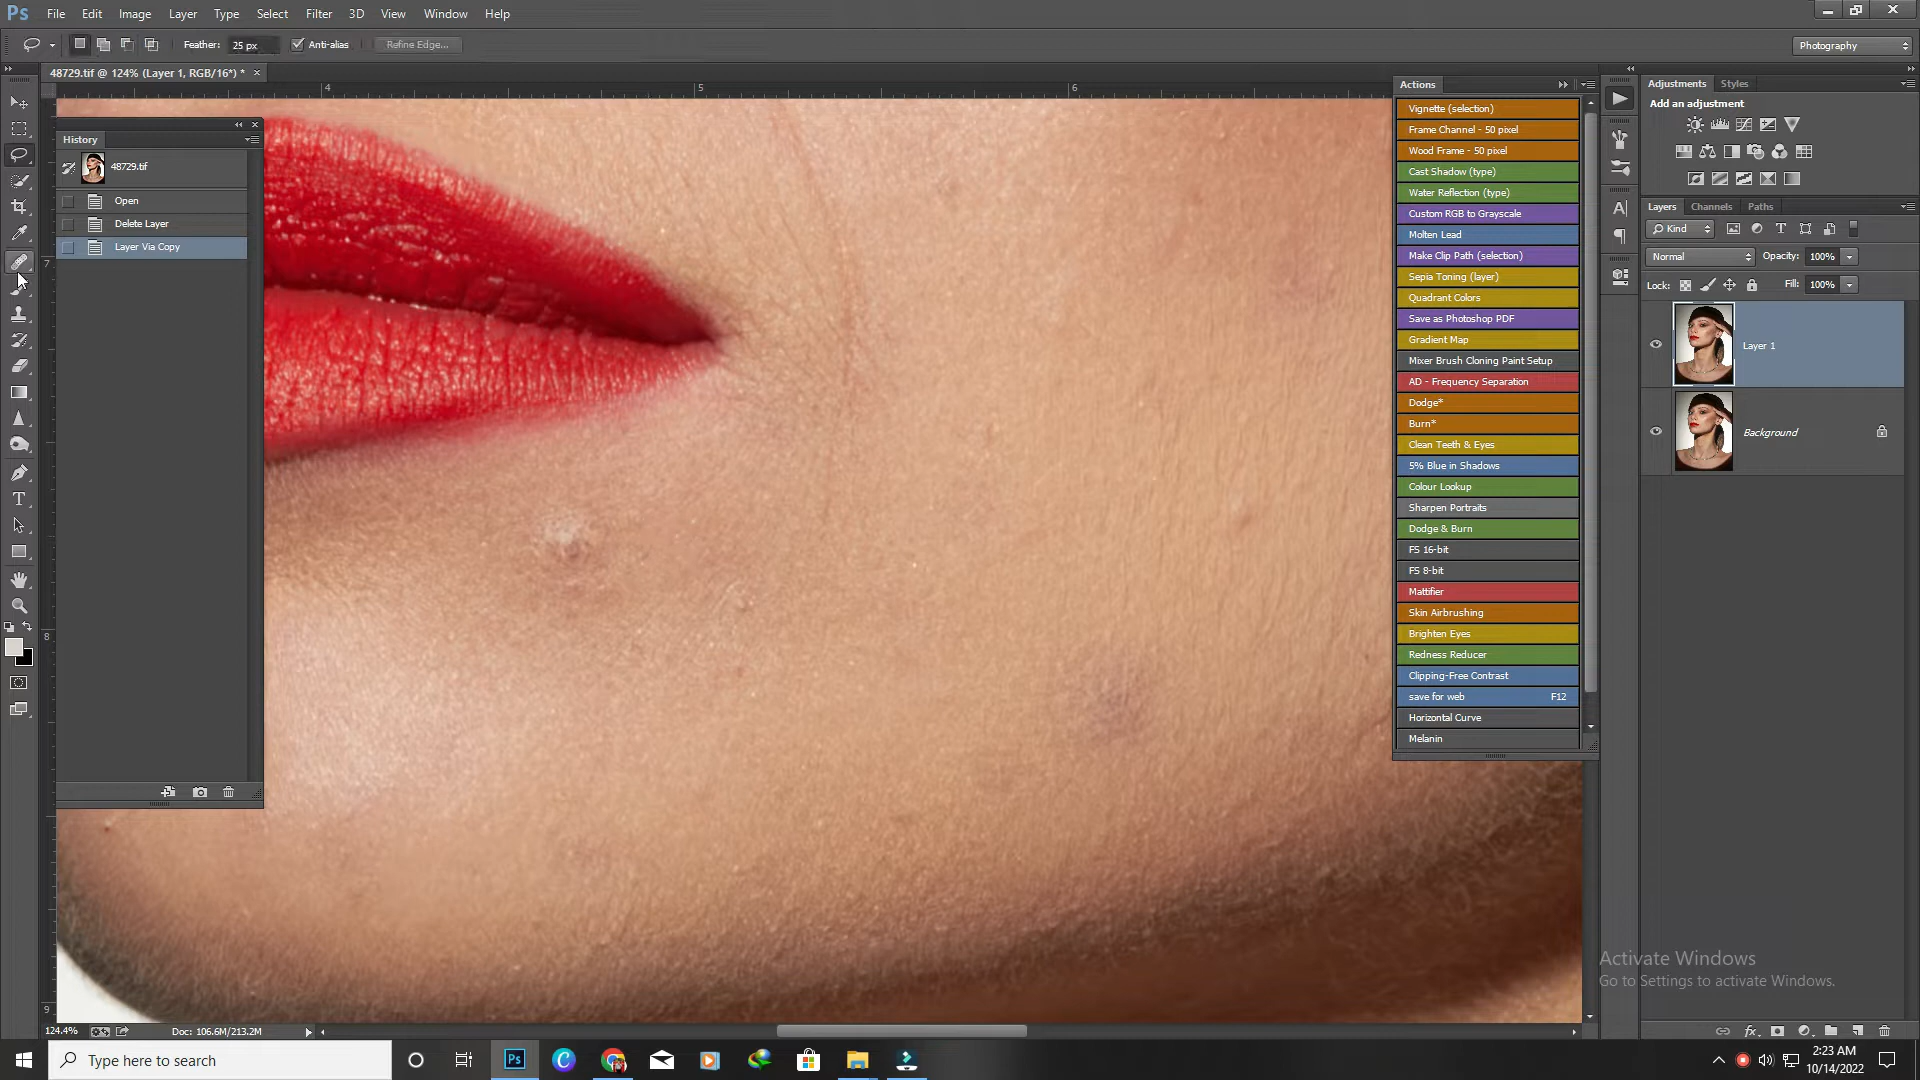 Ps File Edit Image Layer Type Select Filter 3D View Window Help
Feather: 25 px Anti-alias Refine Edge... Photography
48729.tif @ 124% (Layer 1, RGB/16*) *
4 5 6
7
8
9
History
48729.tif
Open
Delete Layer
Layer Via Copy
Actions
Vignette (selection)
Frame Channel - 50 pixel
Wood Frame - 50 pixel
Cast Shadow (type)
Water Reflection (type)
Custom RGB to Grayscale
Molten Lead
Make Clip Path (selection)
Sepia Toning (layer)
Quadrant Colors
Save as Photoshop PDF
Gradient Map
Mixer Brush Cloning Paint Setup
AD - Frequency Separation
Dodge*
Burn*
Clean Teeth & Eyes
5% Blue in Shadows
Colour Lookup
Sharpen Portraits
Dodge & Burn
FS 16-bit
FS 8-bit
Mattifier
Skin Airbrushing
Brighten Eyes
Redness Reducer
Clipping-Free Contrast
save for web F12
Horizontal Curve
Melanin
Adjustments Styles
Add an adjustment
Layers Channels Paths
Kind
Normal Opacity: 100%
Lock: Fill: 100%
Layer 1
Background
Activate Windows
Go to Settings to activate Windows.
124.4% Doc: 106.6M/213.2M
Type here to search
Ps
2:23 AM
10/14/2022